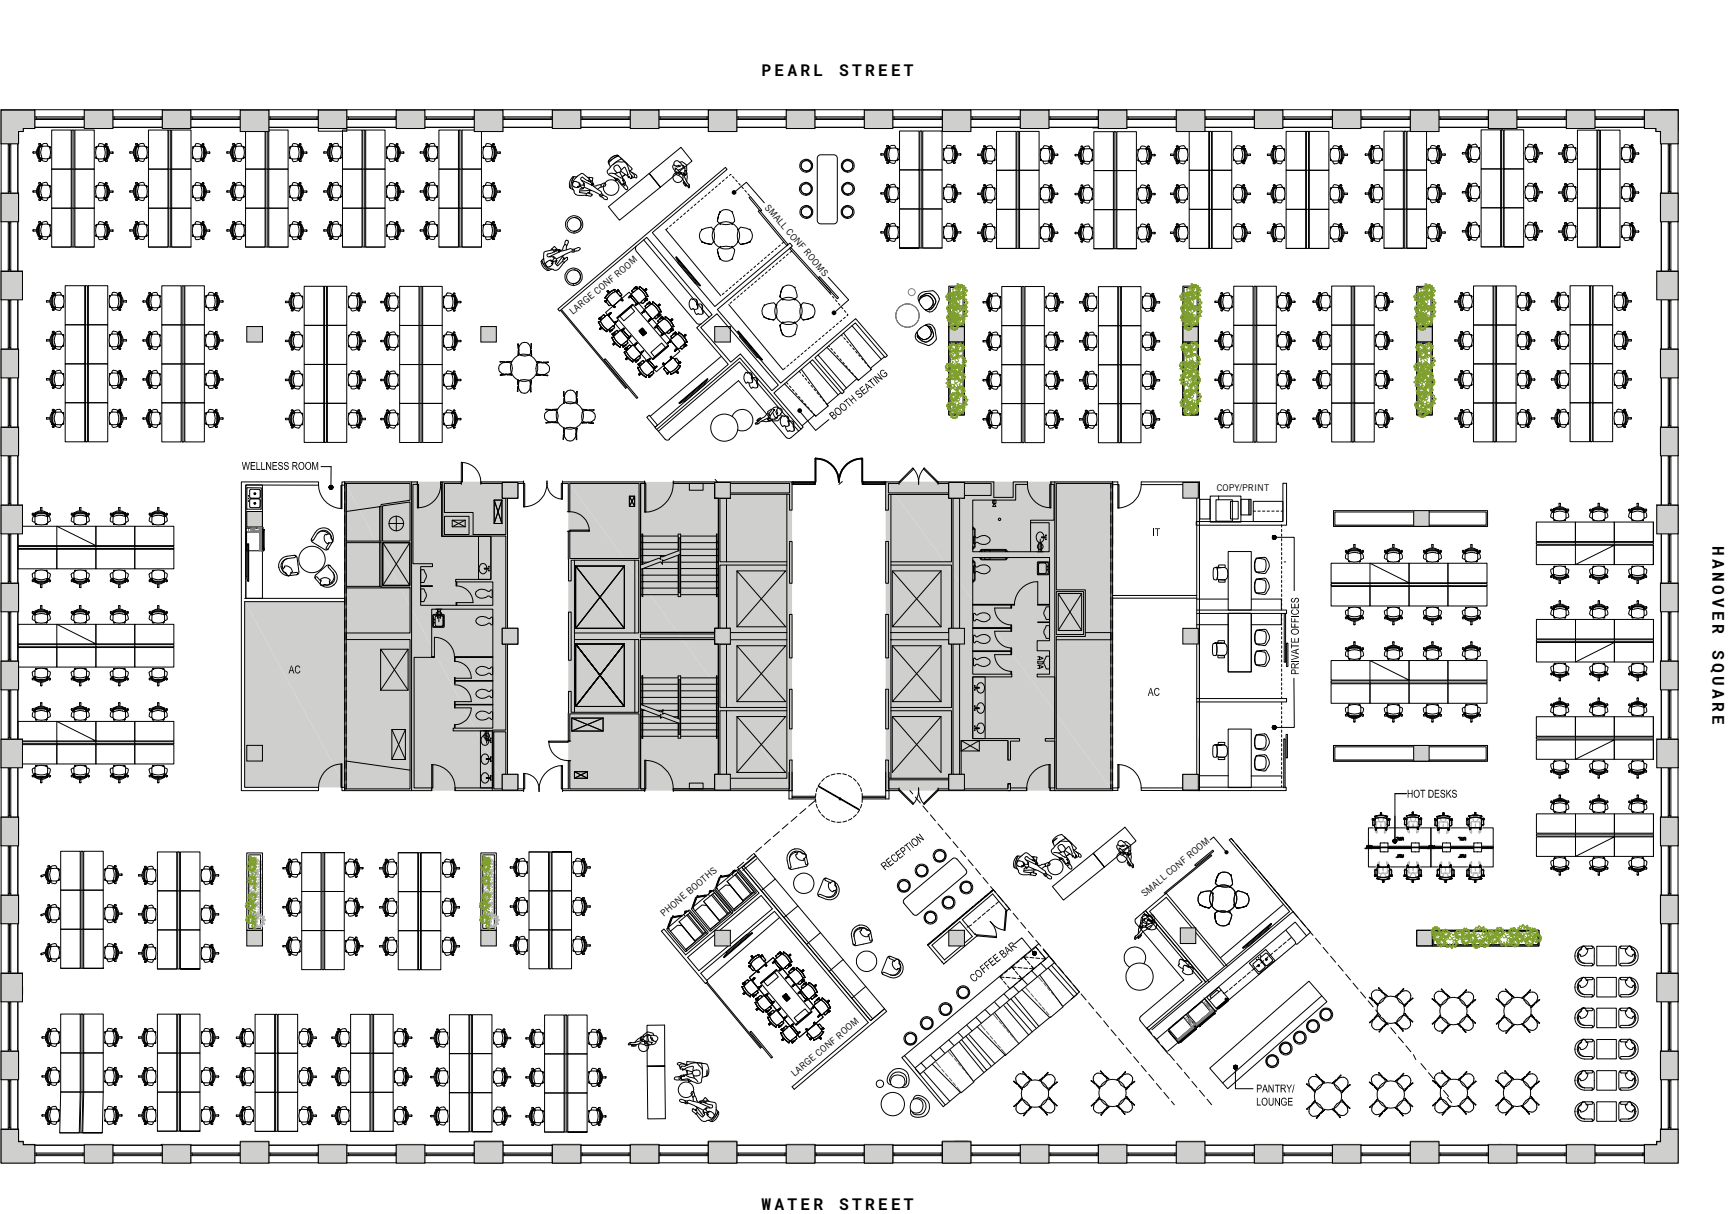 PEARL STREET
SMALL CONF ROOMS
LARGE CONF ROOM
BOOTH SEATING
WELLNESS ROOM
COPY/PRINT
IT
HANOVER SQUARE
PRIVATE OFFICES
ADA
AC
AC
HOT DESKS
RECEPTION
SMALL CONF ROOM
PHONE BOOTHS
COFFEE BAR
LARGE CONF ROOM
PANTRY/
LOUNGE
WATER STREET